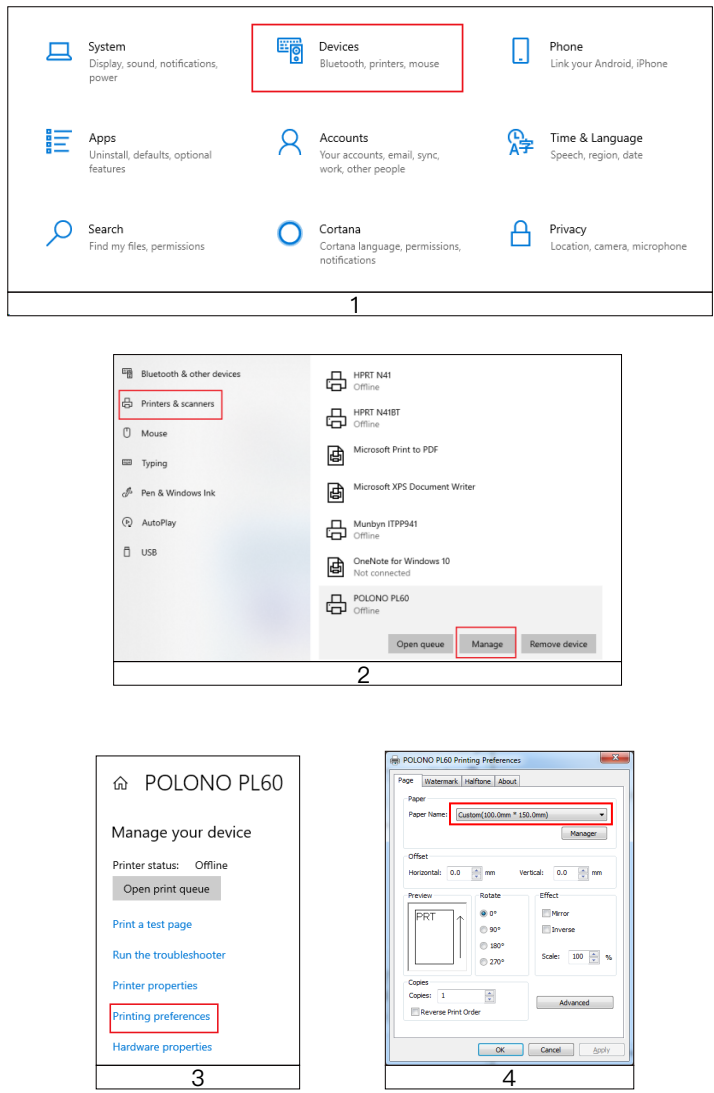 System
Display, sound, notifications,
power
Devices
Bluetooth, printers, mouse
Phone
Link your Android, iPhone
Apps
Uninstall, defaults, optional
features
Accounts
Your accounts, email, sync,
work, other people
Time & Language
Speech, region, date
Search
Find my files, permissions
Cortana
Cortana language, permissions,
notifications
Privacy
Location, camera, microphone
1
Bluetooth & other devices
Printers & scanners
Mouse
Typing
Pen & Windows Ink
AutoPlay
USB
HPRT N41
Offline
HPRT N41BT
Offline
Microsoft Print to PDF
Microsoft XPS Document Writer
Munbyn ITPP941
Offline
OneNote for Windows 10
Not connected
POLONO PL60
Offline
Open queue Manage Remove device
2
POLONO PL60
Manage your device
Printer status: Offline
Open print queue
Print a test page
Run the troubleshooter
Printer properties
Printing preferences
Hardware properties
3
POLONO PL60 Printing Preferences
Page Watermark Halftone About
Paper
Paper Name: Custom(100.0mm * 150.0mm)
Manager
Offset
Horizontal: 0.0 mm Vertical: 0.0 mm
Preview
PRT
Rotate
0°
90°
180°
270°
Effect
Mirror
Inverse
Scale: 100 %
Copies
Copies: 1
Reverse Print Order
Advanced
OK Cancel Apply
4